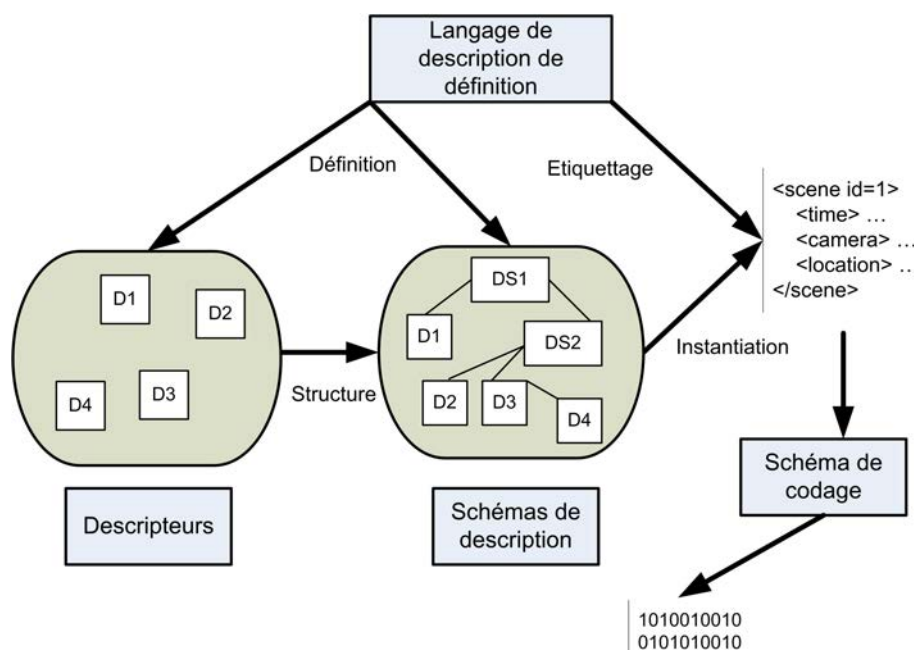 Langage de
description de
définition
Définition
Etiquettage
<scene id=1>
<time> ...
<camera> ...
<location> ..
</scene>
D1
D2
D4
D3
Structure
DS1
D1
DS2
D2
D3
D4
Instantiation
Descripteurs
Schémas de
description
Schéma de
codage
1010010010
0101010010